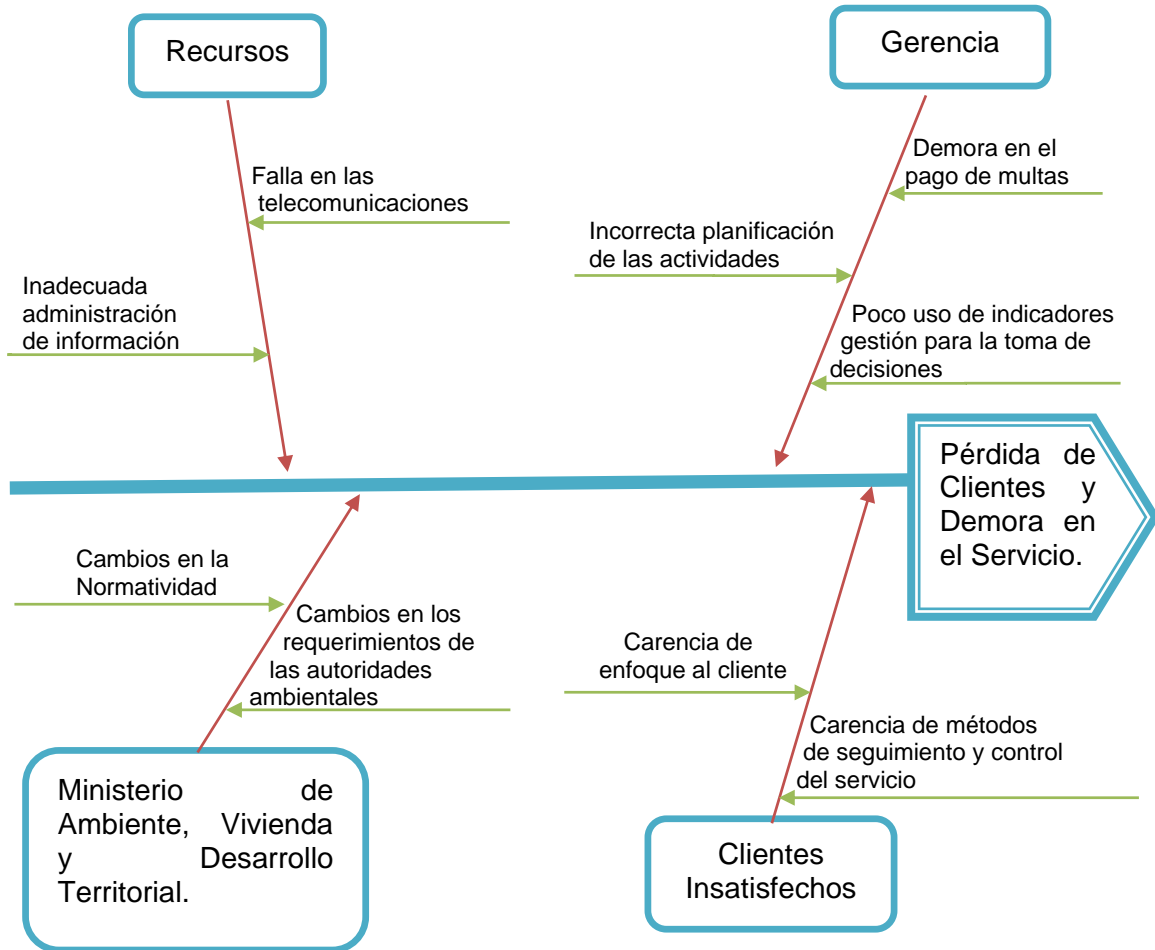 Recursos
Gerencia
Falla en las
telecomunicaciones
Demora en el
pago de multas
Incorrecta planificación
de las actividades
Inadecuada
administración
de información
Poco uso de indicadores
gestión para la toma de
decisiones
Pérdida de
Clientes y
Demora en
el Servicio.
Cambios en la
Normatividad
Cambios en los
requerimientos de
las autoridades
ambientales
Carencia de
enfoque al cliente
Carencia de métodos
de seguimiento y control
del servicio
Ministerio de
Ambiente, Vivienda
y Desarrollo
Territorial.
Clientes
Insatisfechos